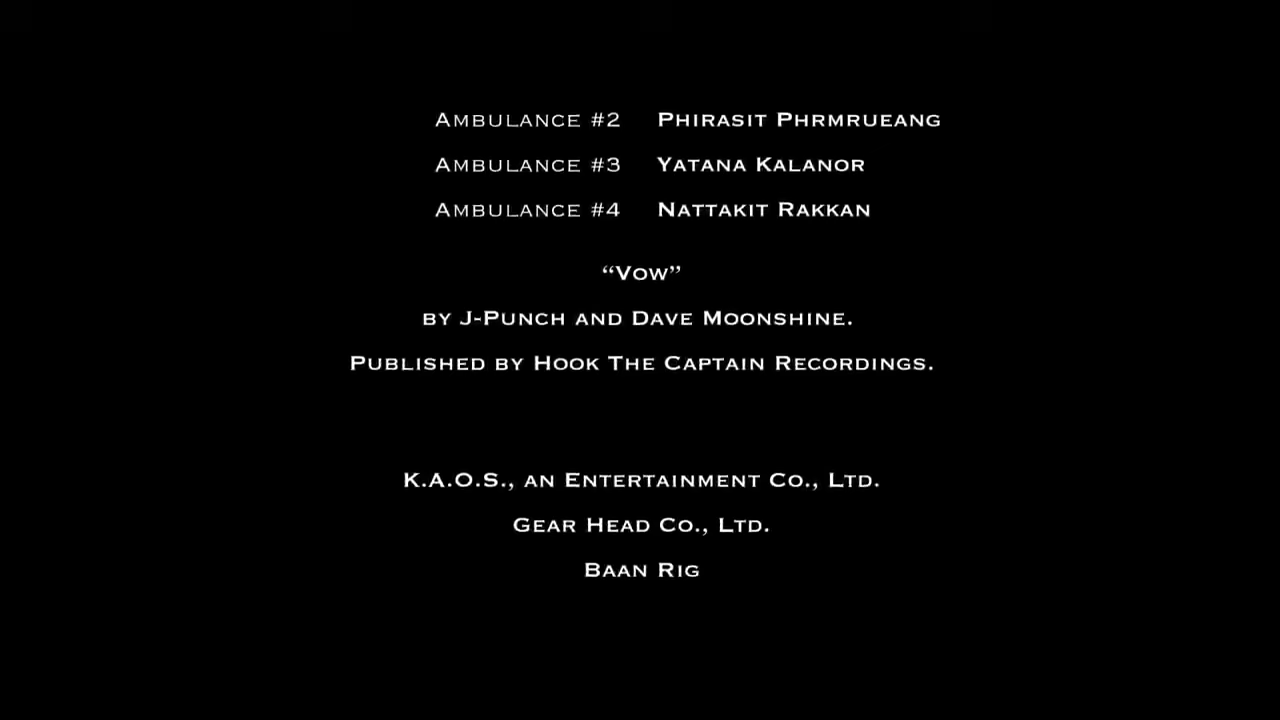 Ambulance #2 Phirasit Phrmrueang
Ambulance #3 Yatana Kalanor
Ambulance #4 Nattakit Rakkan
“Vow”
by J-Punch and Dave Moonshine.
Published by Hook The Captain Recordings.
K.A.O.S., an Entertainment Co., Ltd.
Gear Head Co., Ltd.
Baan Rig